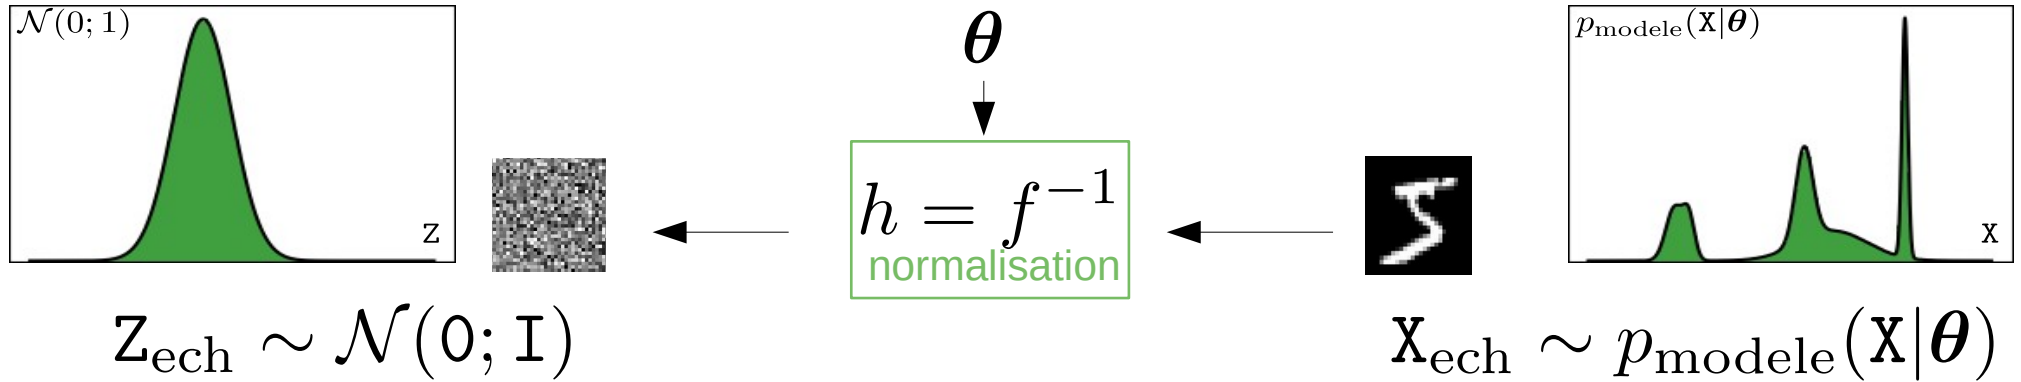 𝒩(0; 1)
Z
Z_ech ∼ 𝒩(0; I)
θ
h = f⁻¹
normalisation
p_modele(X|θ)
X
X_ech ∼ p_modele(X|θ)